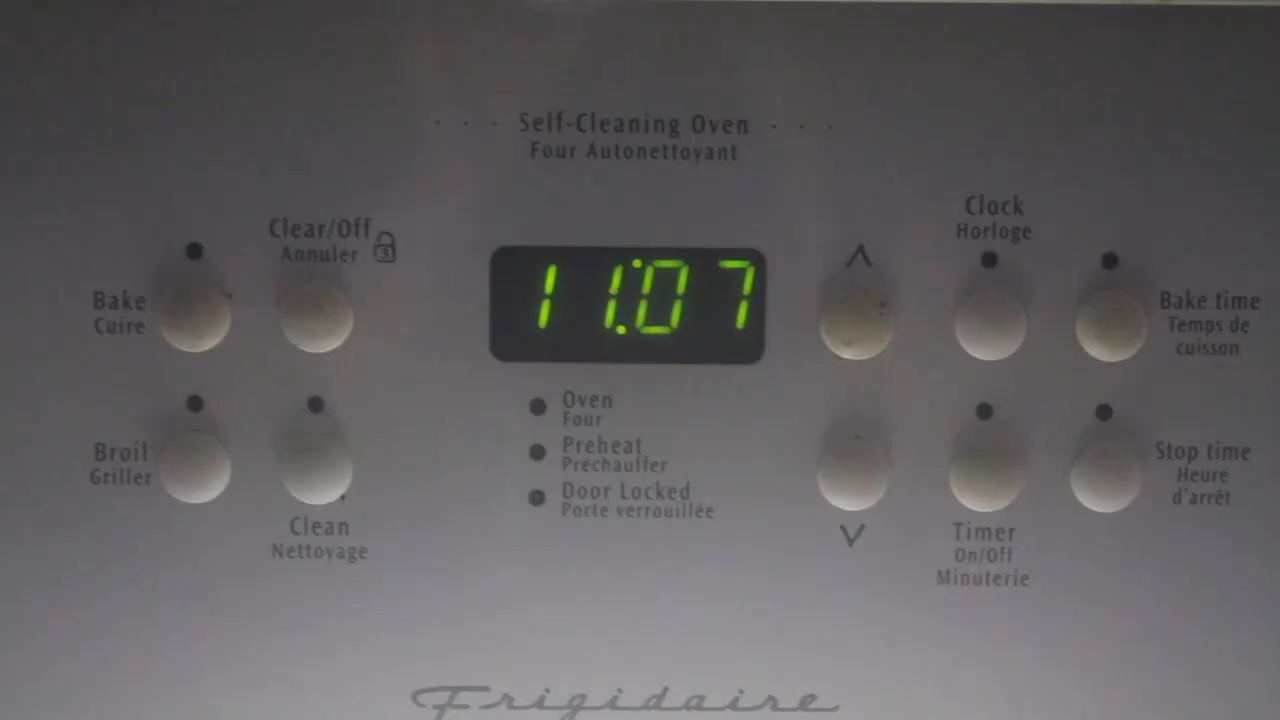 Self-Cleaning Oven
Four Autonettoyant
Clear/Off
Annuler
3
Clock
Horloge
11:07
Bake
Cuire
Bake time
Temps de
cuisson
Oven
Four
Preheat
Préchauffer
Door Locked
Porte verrouillée
Broil
Griller
Stop time
Heure
d'arrêt
Clean
Nettoyage
Timer
On/Off
Minuterie
Frigidaire